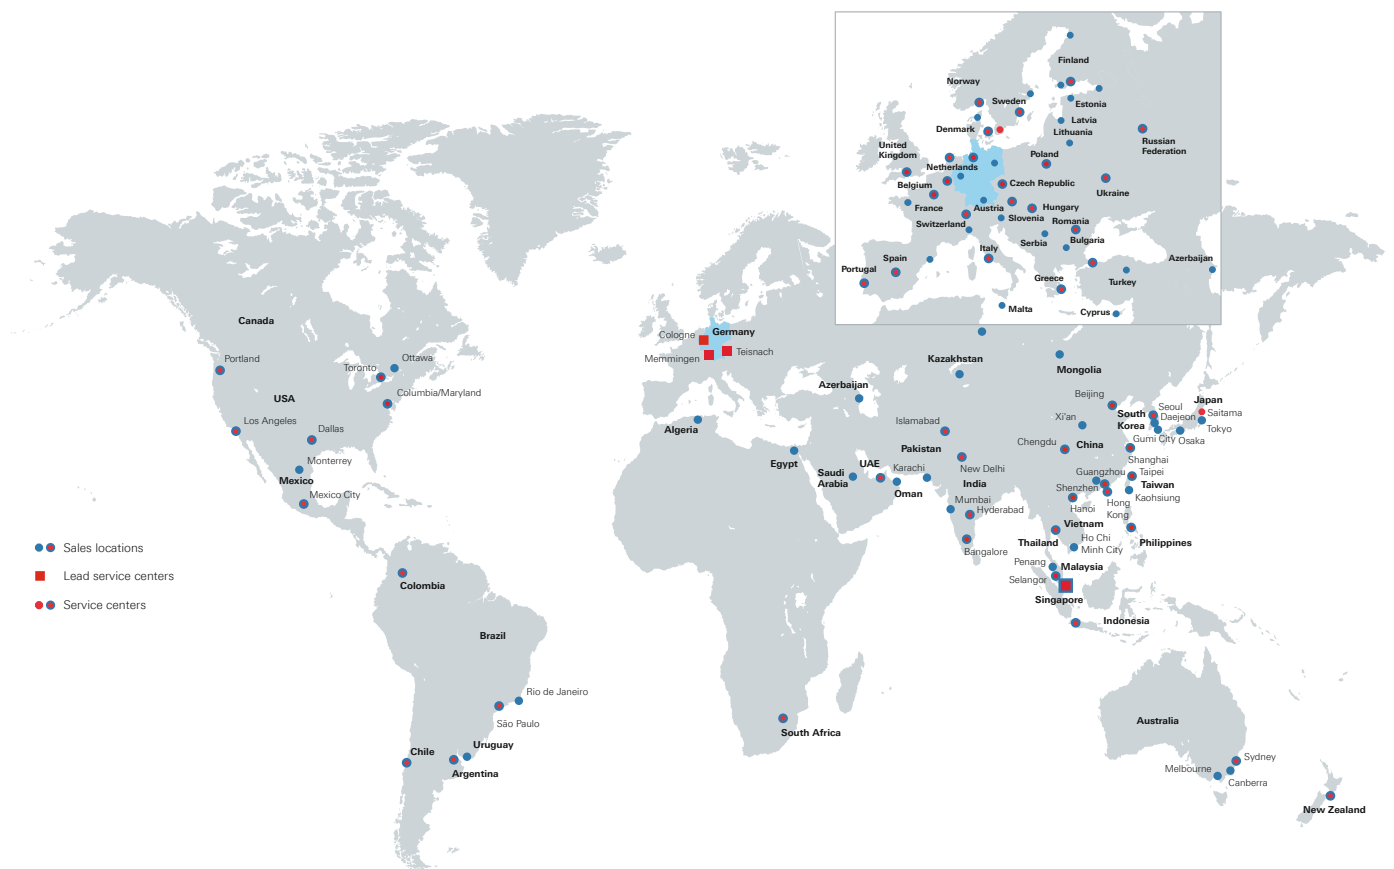 Finland
Norway
Sweden
Estonia
Denmark
Latvia
Lithuania
Russian
Federation
United
Kingdom
Poland
Netherlands
Belgium
Czech Republic
Ukraine
France
Austria
Hungary
Slovenia
Switzerland
Romania
Serbia
Bulgaria
Italy
Spain
Portugal
Azerbaijan
Greece
Turkey
Malta
Cyprus
Canada
Portland
Ottawa
Toronto
Columbia/Maryland
USA
Los Angeles
Dallas
Monterrey
Mexico
Mexico City
Cologne
Germany
Memmingen
Teisnach
Kazakhstan
Mongolia
Azerbaijan
Algeria
Egypt
Saudi
Arabia
UAE
Oman
Karachi
Islamabad
Pakistan
New Delhi
India
Mumbai
Hyderabad
Bangalore
Beijing
Xi'an
Chengdu
China
South
Korea
Seoul
Daejeon
Gumi City
Japan
Saitama
Tokyo
Osaka
Shanghai
Guangzhou
Taipei
Shenzhen
Taiwan
Kaohsiung
Hanoi
Hong
Kong
Vietnam
Thailand
Ho Chi
Minh City
Philippines
Penang
Malaysia
Selangor
Singapore
Indonesia
Sales locations
Lead service centers
Service centers
Colombia
Brazil
Rio de Janeiro
São Paulo
Uruguay
Chile
Argentina
South Africa
Australia
Sydney
Melbourne
Canberra
New Zealand